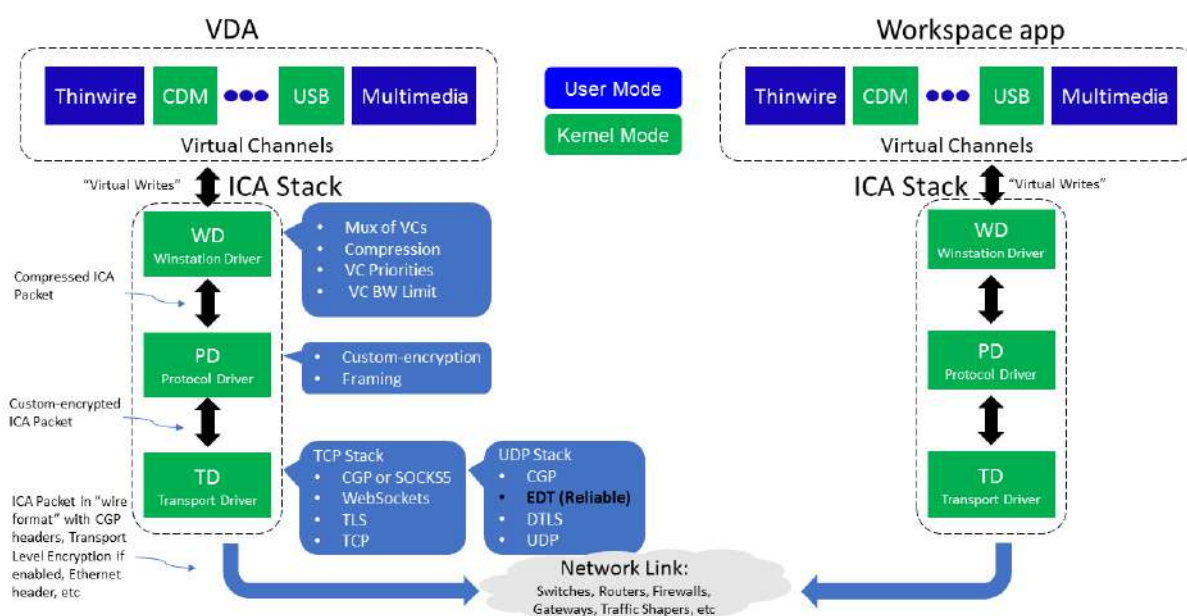 VDA
Thinwire
CDM
USB
Multimedia
Virtual Channels
User Mode
Kernel Mode
Workspace app
Thinwire
CDM
USB
Multimedia
Virtual Channels
"Virtual Writes"
ICA Stack
ICA Stack
"Virtual Writes"
WD
Winstation Driver
• Mux of VCs
• Compression
• VC Priorities
• VC BW Limit
Compressed ICA
Packet
PD
Protocol Driver
• Custom-encryption
• Framing
Custom-encrypted
ICA Packet
TD
Transport Driver
TCP Stack
• CGP or SOCKS5
• WebSockets
• TLS
• TCP
UDP Stack
• CGP
• EDT (Reliable)
• DTLS
• UDP
ICA Packet in "wire
format" with CGP
headers, Transport
Level Encryption if
enabled, Ethernet
header, etc
Network Link:
Switches, Routers, Firewalls,
Gateways, Traffic Shapers, etc
WD
Winstation Driver
PD
Protocol Driver
TD
Transport Driver